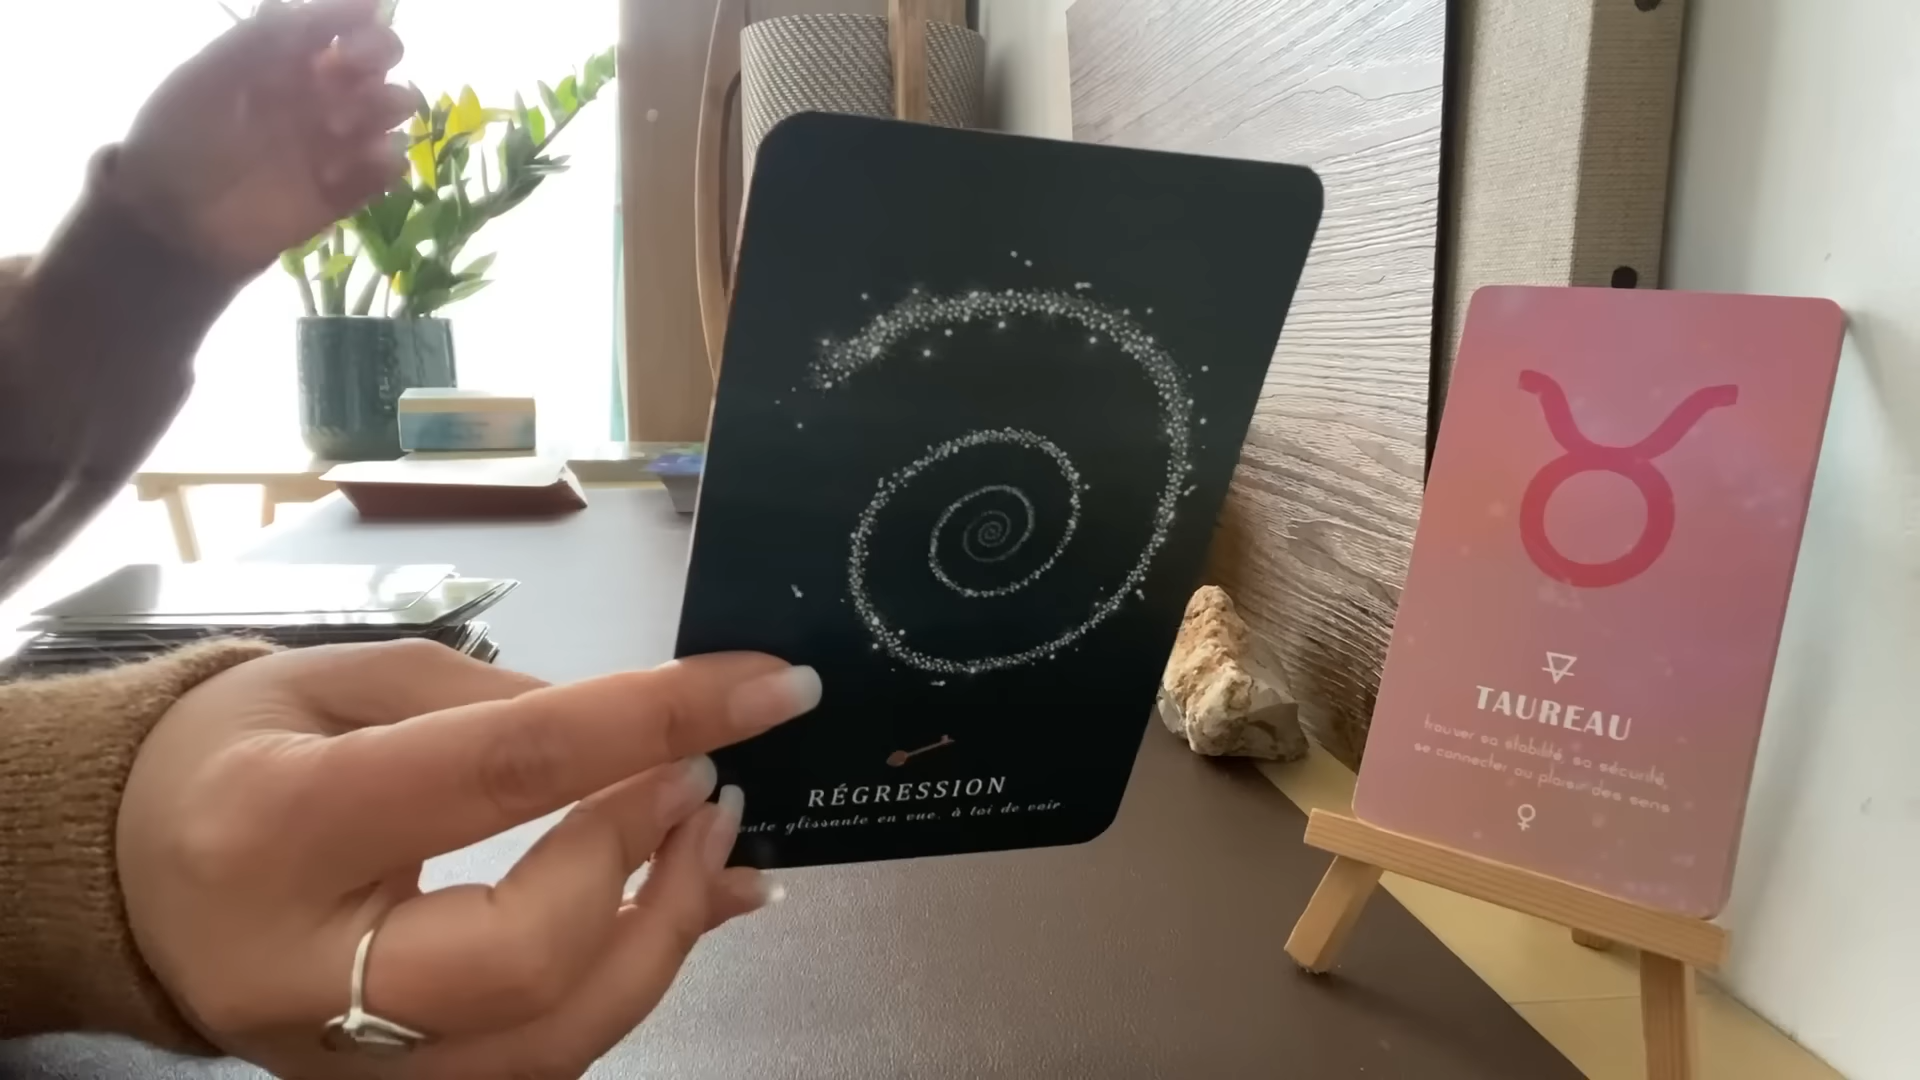 RÉGRESSION
glissante en vue, à toi de voir
TAUREAU
trouver sa stabilité, sa sécurité,
se connecter au plaisir des sens